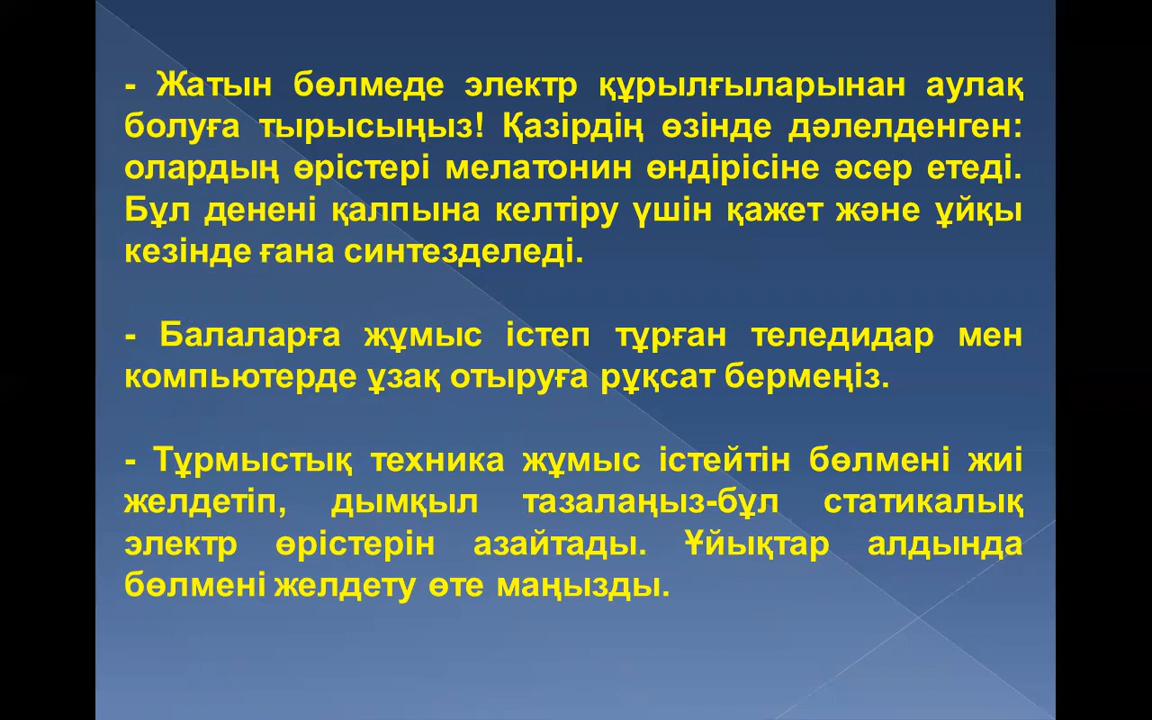 - Жатын бөлмеде электр құрылғыларынан аулақ
болуға тырысыңыз! Қазірдің өзінде дәлелденген:
олардың өрістері мелатонин өндірісіне әсер етеді.
Бұл денені қалпына келтіру үшін қажет және ұйқы
кезінде ғана синтезделеді.
- Балаларға жұмыс істеп тұрған теледидар мен
компьютерде ұзақ отыруға рұқсат бермеңіз.
- Тұрмыстық техника жұмыс істейтін бөлмені жиі
желдетіп, дымқыл тазалаңыз-бұл статикалық
электр өрістерін азайтады. Ұйықтар алдында
бөлмені желдету өте маңызды.